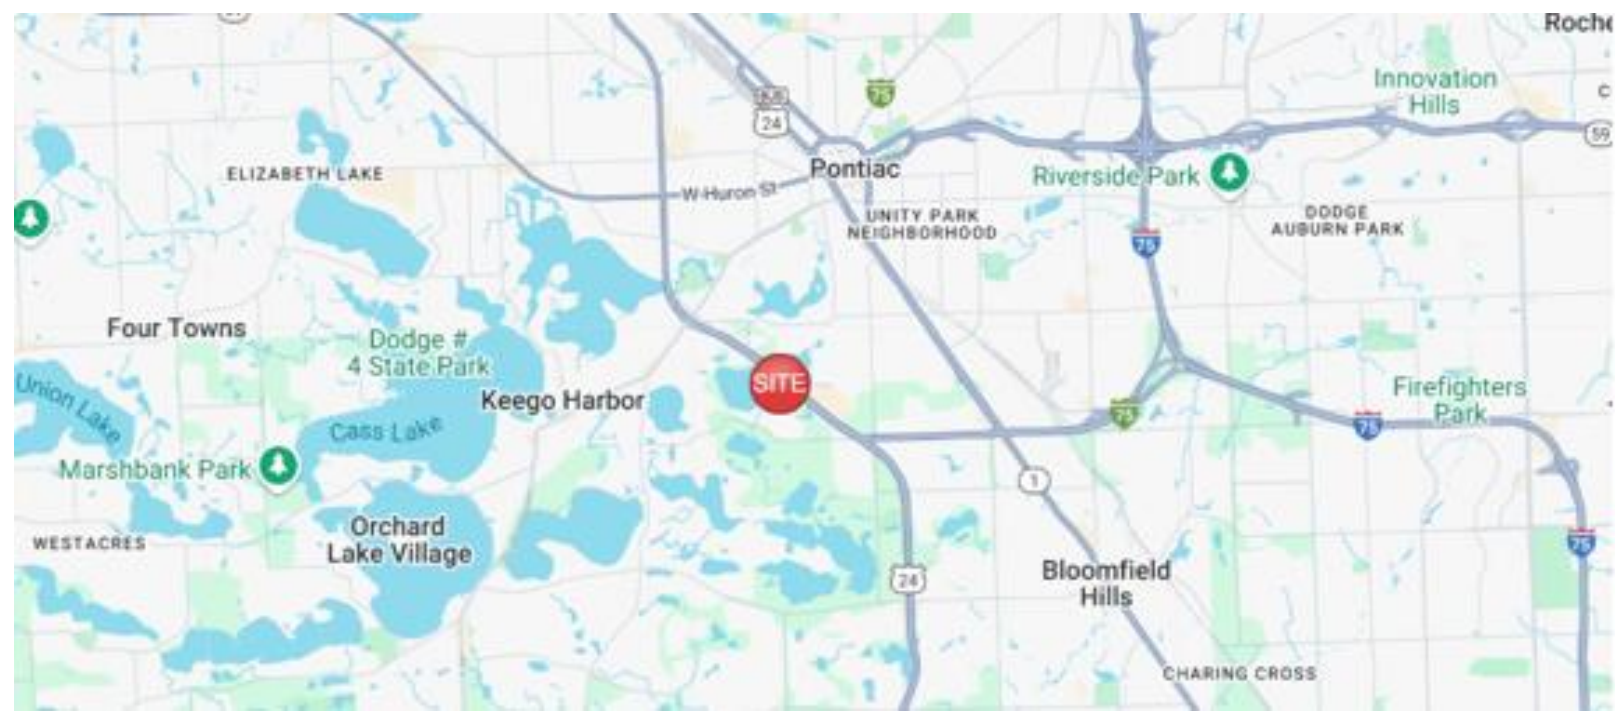 Roche
Innovation
Hills
75
24
59
Pontiac
Riverside Park
ELIZABETH LAKE
W Huron St
UNITY PARK
NEIGHBORHOOD
DODGE
AUBURN PARK
75
Four Towns
Dodge #
4 State Park
SITE
Keego Harbor
Firefighters
Park
Union Lake
Cass Lake
75
75
Marshbank Park
1
Orchard
Lake Village
WESTACRES
75
24
Bloomfield
Hills
CHARING CROSS